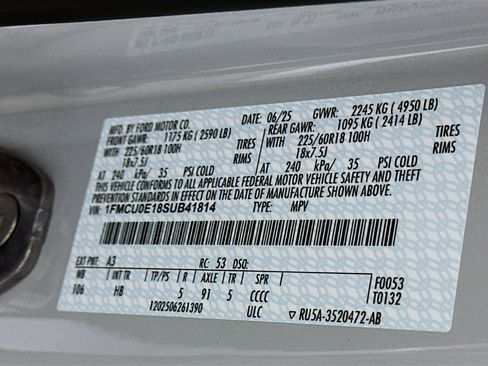 MFD. BY FORD MOTOR CO.
DATE: 06/25 GVWR: 2245 KG ( 4950 LB)
FRONT GAWR: 1175 KG ( 2590 LB) REAR GAWR: 1095 KG ( 2414 LB)
WITH 225/60R18 100H TIRES WITH 225/60R18 100H TIRES
18x7.5J RIMS 18x7.5J RIMS
AT 240 kPa/ 35 PSI COLD AT 240 kPa/ 35 PSI COLD
THIS VEHICLE CONFORMS TO ALL APPLICABLE FEDERAL MOTOR VEHICLE SAFETY AND THEFT
PREVENTION STANDARDS IN EFFECT ON THE DATE OF MANUFACTURE SHOWN ABOVE.
VIN: 1FMCU0E18SUB41814 TYPE: MPV
EXT PNT: A3 RC: 53 DSO:
WB INT TR TP/PS R AXLE TR SPR
106 HB 5 91 5 CCCC
F0053
T0132
1202506261390 ULC ▼ RU5A-3520472-AB